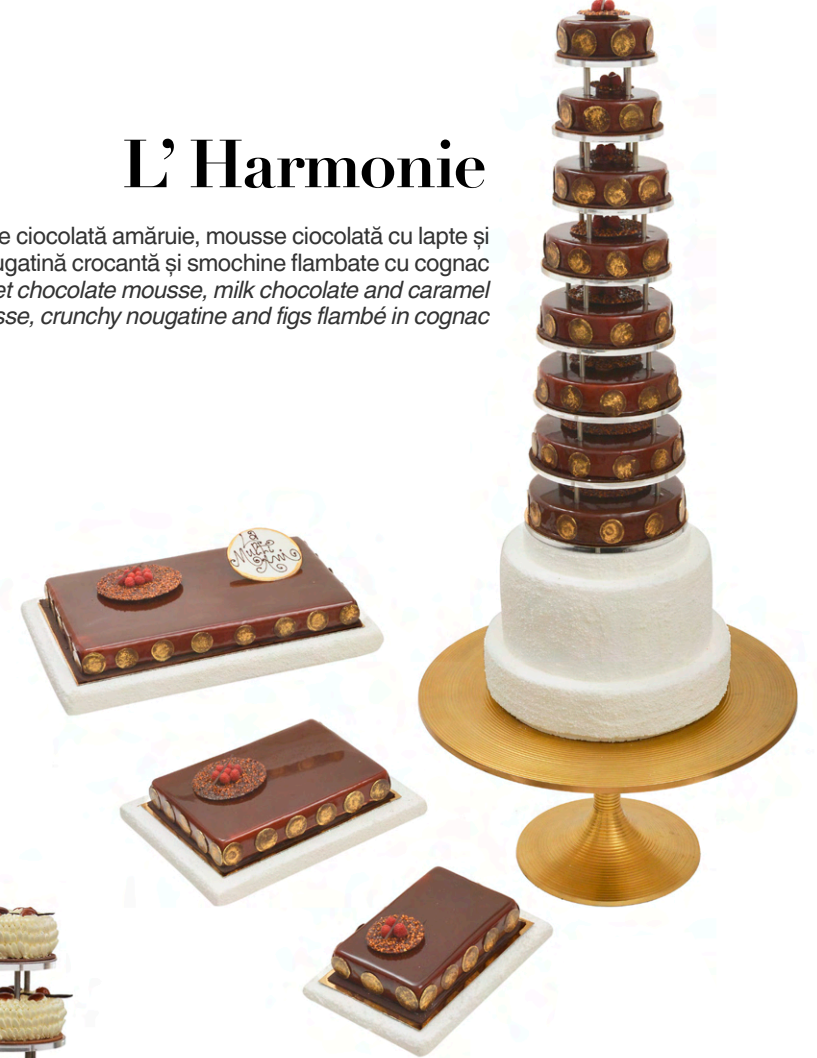 L' Harmonie
e ciocolată amăruie, mousse ciocolată cu lapte și
ugatină crocantă și smochine flambate cu cognac
et chocolate mousse, milk chocolate and caramel
sse, crunchy nougatine and figs flambé in cognac
La
Mulți
Ani